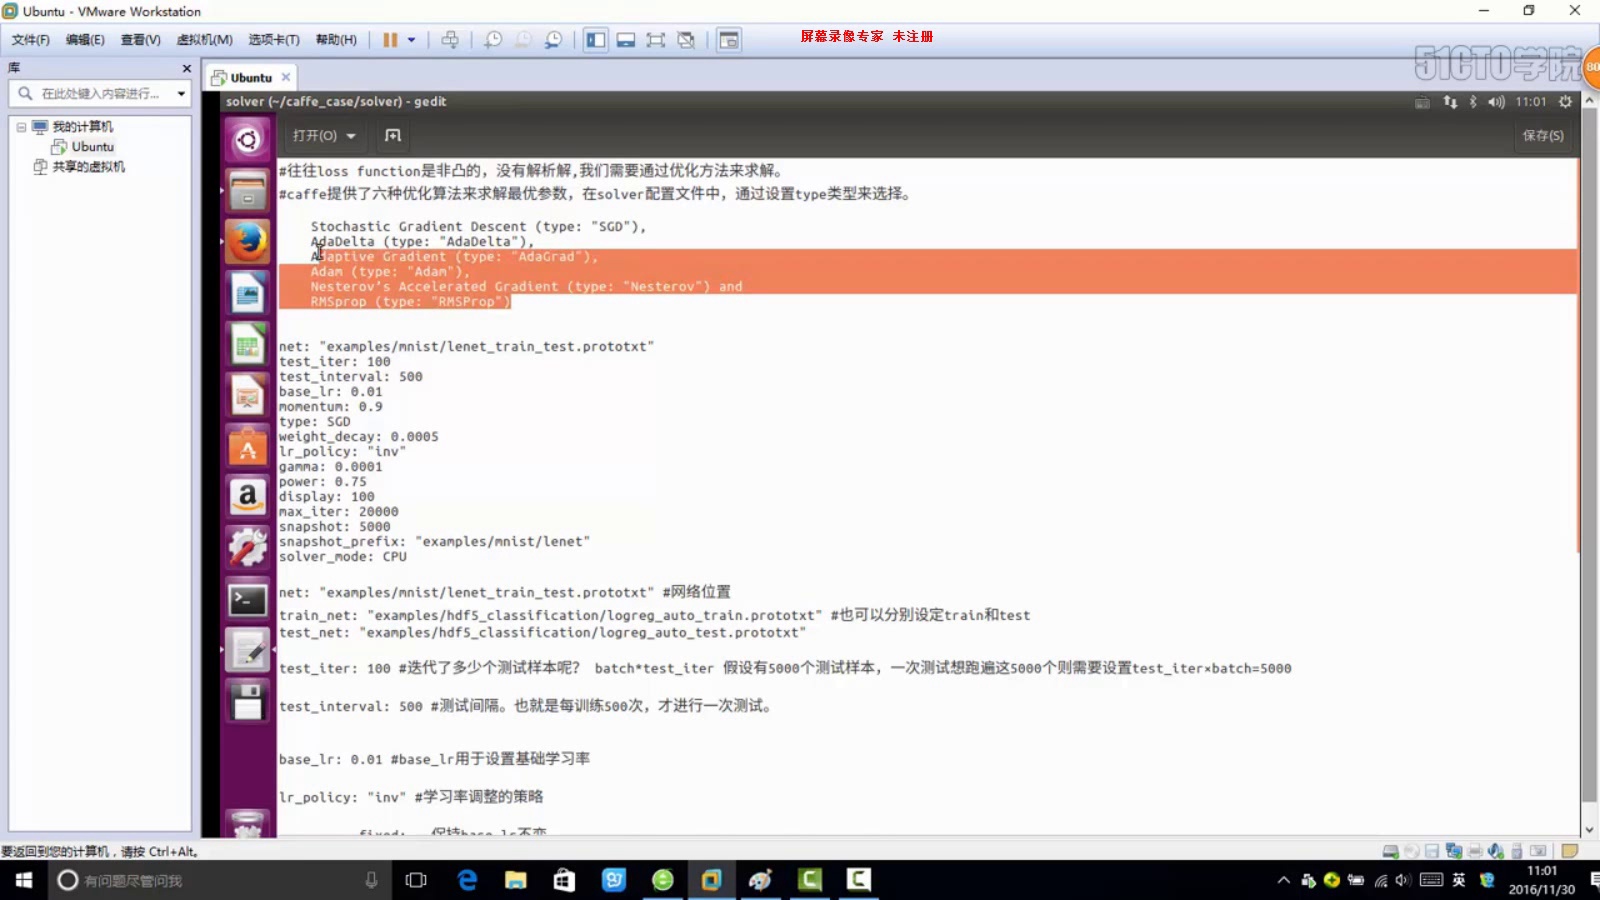 Ubuntu - VMware Workstation
文件(F) 编辑(E) 查看(V) 虚拟机(M) 选项卡(T) 帮助(H)
屏幕录像专家 未注册
51CTO学院
80
库
在此处键入内容进行...
我的计算机
Ubuntu
共享的虚拟机
Ubuntu
solver (~/caffe_case/solver) - gedit
11:01
打开(O)
保存(S)
#往往loss function是非凸的，没有解析解,我们需要通过优化方法来求解。
#caffe提供了六种优化算法来求解最优参数，在solver配置文件中，通过设置type类型来选择。
Stochastic Gradient Descent (type: "SGD"),
AdaDelta (type: "AdaDelta"),
Adaptive Gradient (type: "AdaGrad"),
Adam (type: "Adam"),
Nesterov's Accelerated Gradient (type: "Nesterov") and
RMSprop (type: "RMSProp")
net: "examples/mnist/lenet_train_test.prototxt"
test_iter: 100
test_interval: 500
base_lr: 0.01
momentum: 0.9
type: SGD
weight_decay: 0.0005
lr_policy: "inv"
gamma: 0.0001
power: 0.75
display: 100
max_iter: 20000
snapshot: 5000
snapshot_prefix: "examples/mnist/lenet"
solver_mode: CPU
net: "examples/mnist/lenet_train_test.prototxt" #网络位置
train_net: "examples/hdf5_classification/logreg_auto_train.prototxt" #也可以分别设定train和test
test_net: "examples/hdf5_classification/logreg_auto_test.prototxt"
test_iter: 100 #迭代了多少个测试样本呢？ batch*test_iter 假设有5000个测试样本，一次测试想跑遍这5000个则需要设置test_iter×batch=5000
test_interval: 500 #测试间隔。也就是每训练500次，才进行一次测试。
base_lr: 0.01 #base_lr用于设置基础学习率
lr_policy: "inv" #学习率调整的策略
fixed: 保持base_lr不变
要返回到您的计算机，请按 Ctrl+Alt。
有问题尽管问我
英
11:01
2016/11/30